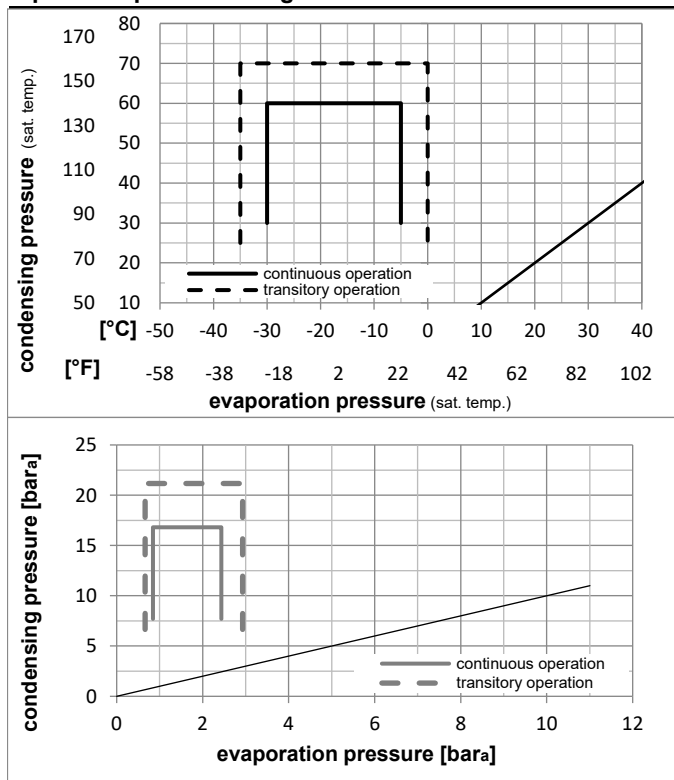 170
150
130
110
90
70
50
80
70
60
50
40
30
20
10
condensing pressure (sat. temp.)
continuous operation
transitory operation
[°C] -50 -40 -30 -20 -10 0 10 20 30 40
[°F] -58 -38 -18 2 22 42 62 82 102
evaporation pressure (sat. temp.)
25
20
15
10
5
0
condensing pressure [bara]
continuous operation
transitory operation
0 2 4 6 8 10 12
evaporation pressure [bara]